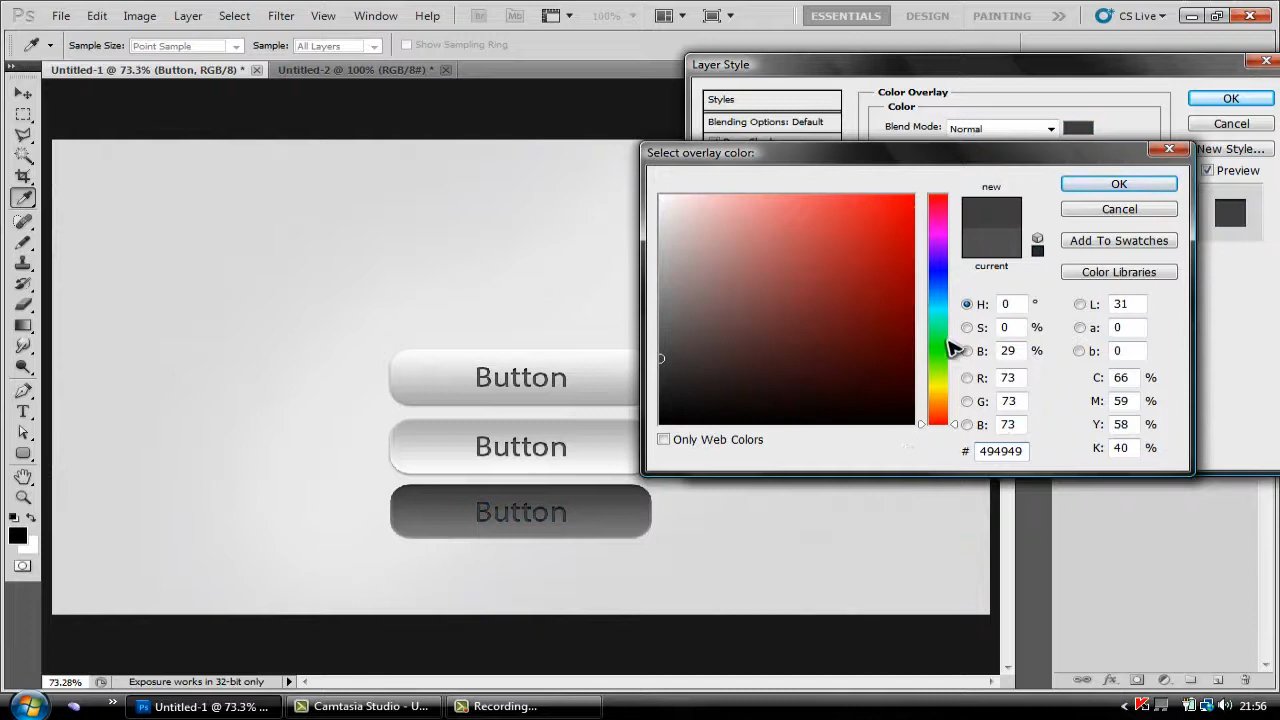 Ps File Edit Image Layer Select Filter View Window Help Br Mb 100% ESSENTIALS DESIGN PAINTING CS Live
Sample Size: Point Sample Sample: All Layers Show Sampling Ring
Untitled-1 @ 73.3% (Button, RGB/8) * Untitled-2 @ 100% (RGB/8#) *
Layer Style
Styles
Blending Options: Default
Color Overlay
Color
Blend Mode: Normal
OK
Cancel
New Style...
Preview
Select overlay color:
new
current
OK
Cancel
Add To Swatches
Color Libraries
H: 0 ° L: 31
S: 0 % a: 0
B: 29 % b: 0
R: 73 C: 66 %
G: 73 M: 59 %
B: 73 Y: 58 %
# 494949 K: 40 %
Only Web Colors
Button
Button
Button
T
73.28% Exposure works in 32-bit only
fx
Untitled-1 @ 73.3% ... Camtasia Studio - U... Recording... 21:56